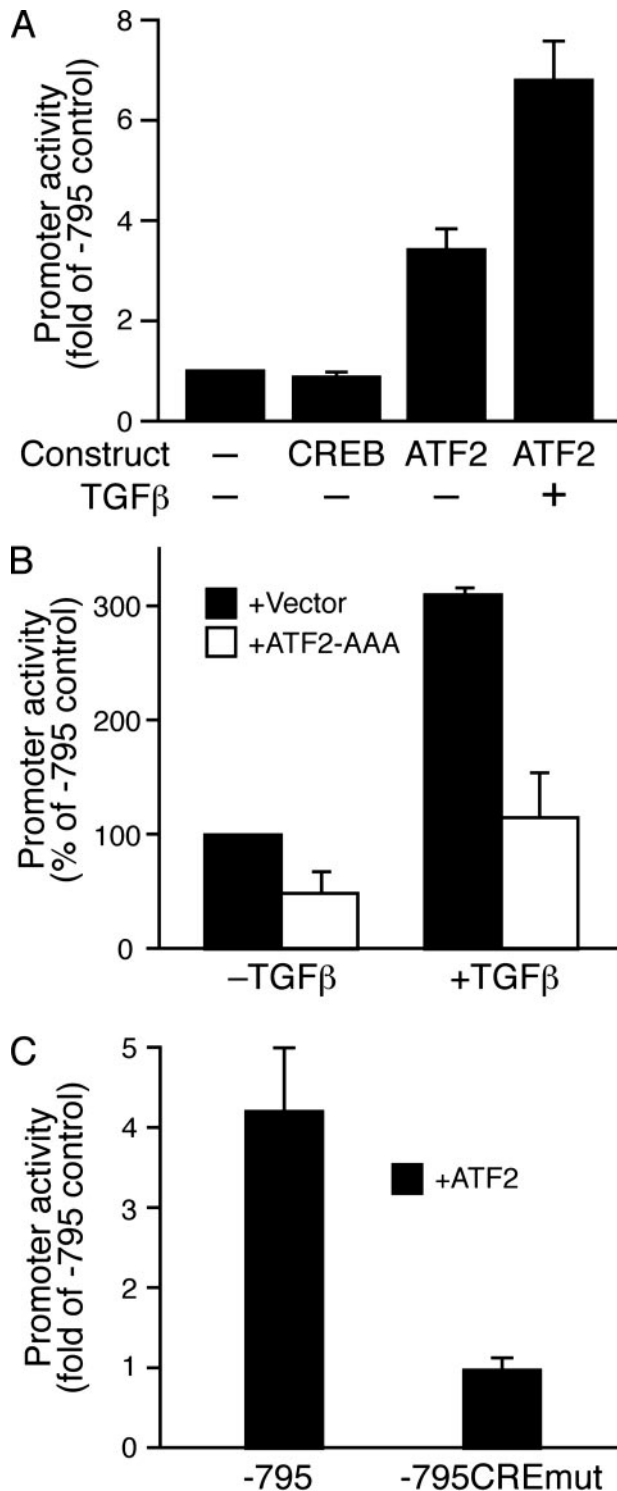 A
Promoter activity
(fold of -795 control)
8
6
4
2
0
Construct – CREB ATF2 ATF2
TGFβ – – – +
B
Promoter activity
(% of -795 control)
300
200
100
0
+Vector
+ATF2-AAA
–TGFβ +TGFβ
C
Promoter activity
(fold of -795 control)
5
4
3
2
1
0
+ATF2
-795 -795CREmut